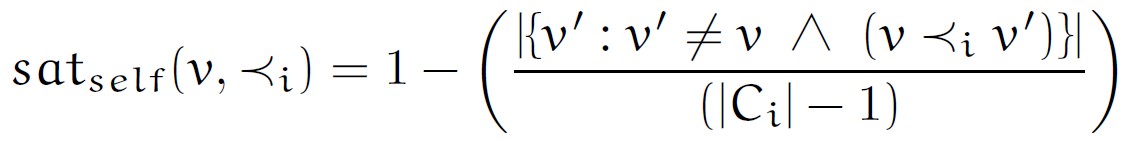 sat_self(v, ≺_i) = 1 − ( |{v′ : v′ ≠ v ∧ (v ≺_i v′)}| / (|C_i| − 1) )